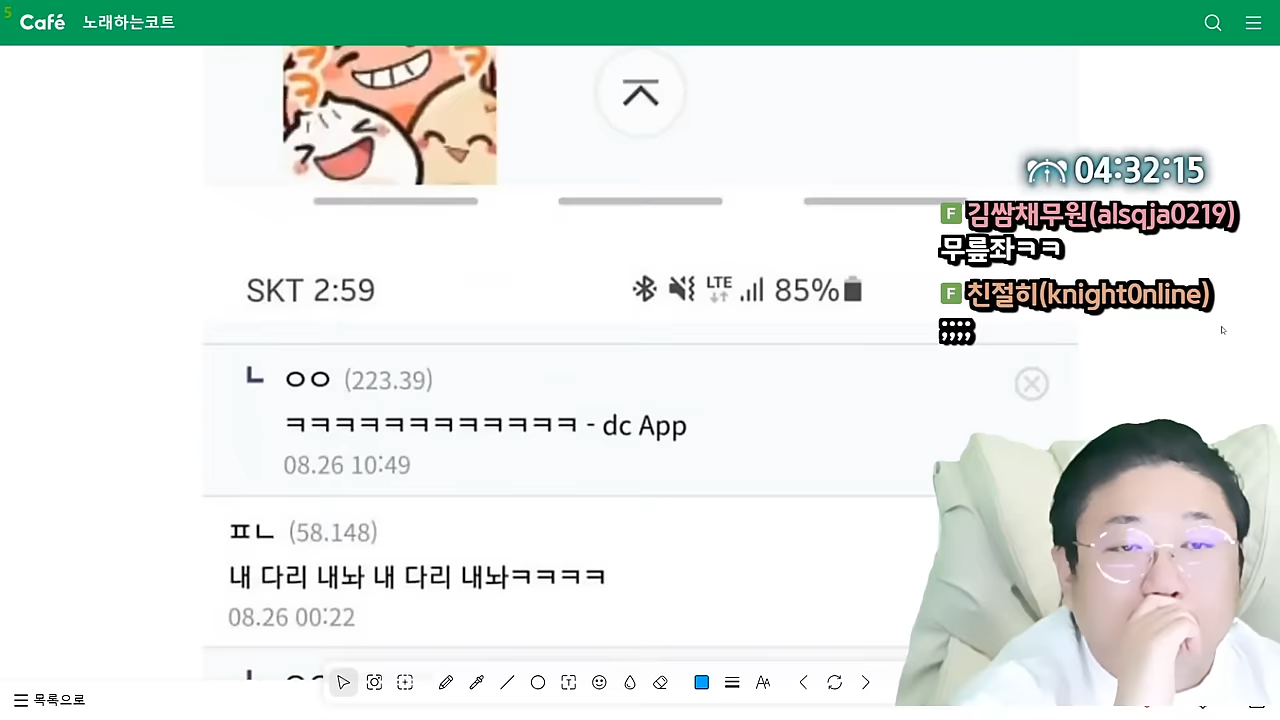 5
Café 노래하는코트
ㅋ
ㅋ
ㅋ
04:32:15
F 김쌈채무원(alsqja0219)
무릎좌ㅋㅋ
F 친절히(knight0nline)
;;;;
SKT 2:59
LTE
85%
ㄴ ㅇㅇ (223.39)
ㅋㅋㅋㅋㅋㅋㅋㅋㅋㅋㅋㅋ - dc App
08.26 10:49
ㅍㄴ (58.148)
내 다리 내놔 내 다리 내놔ㅋㅋㅋㅋ
08.26 00:22
목록으로